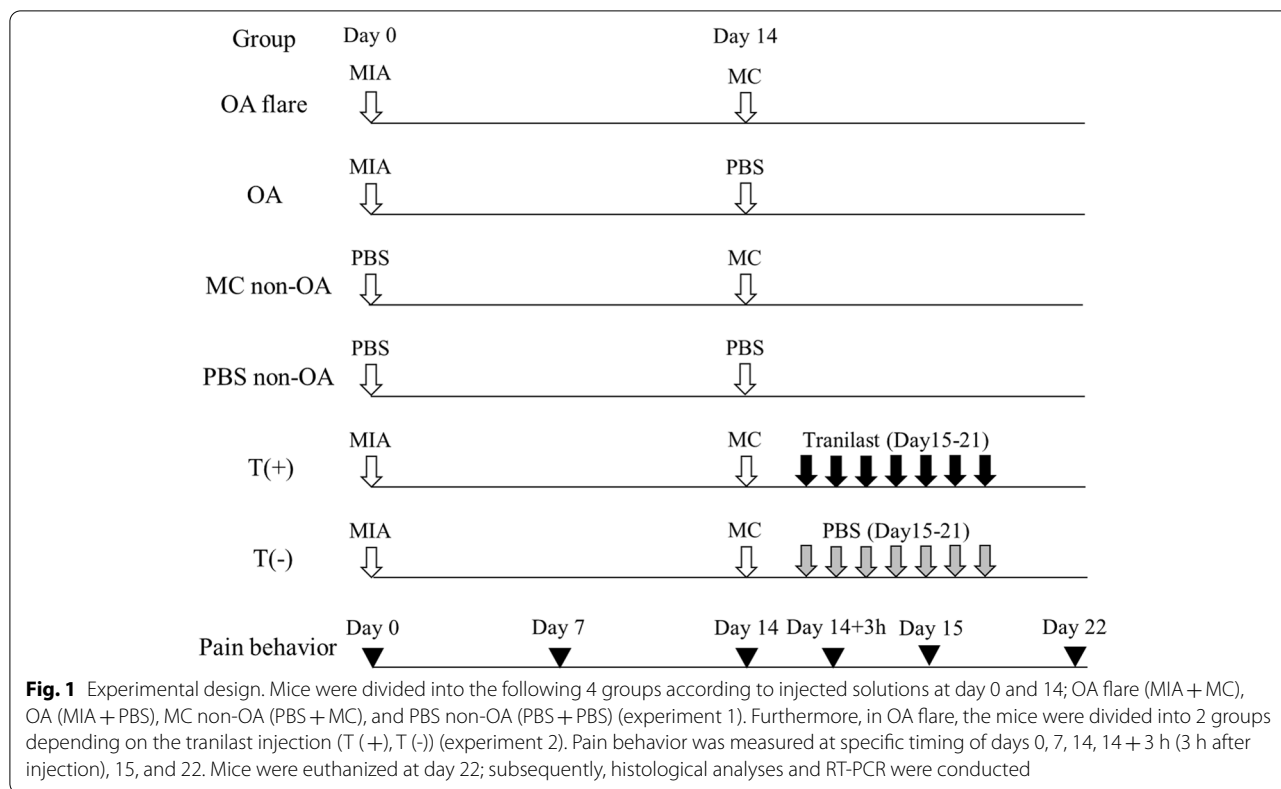 Group Day 0 Day 14
MIA MC
OA flare
MIA PBS
OA
PBS MC
MC non-OA
PBS PBS
PBS non-OA
MIA MC Tranilast (Day15-21)
T(+)
MIA MC PBS (Day15-21)
T(-)
Day 0 Day 7 Day 14 Day 14+3h Day 15 Day 22
Pain behavior
Fig. 1 Experimental design. Mice were divided into the following 4 groups according to injected solutions at day 0 and 14; OA flare (MIA + MC),
OA (MIA + PBS), MC non-OA (PBS + MC), and PBS non-OA (PBS + PBS) (experiment 1). Furthermore, in OA flare, the mice were divided into 2 groups
depending on the tranilast injection (T (+), T (-)) (experiment 2). Pain behavior was measured at specific timing of days 0, 7, 14, 14 + 3 h (3 h after
injection), 15, and 22. Mice were euthanized at day 22; subsequently, histological analyses and RT-PCR were conducted